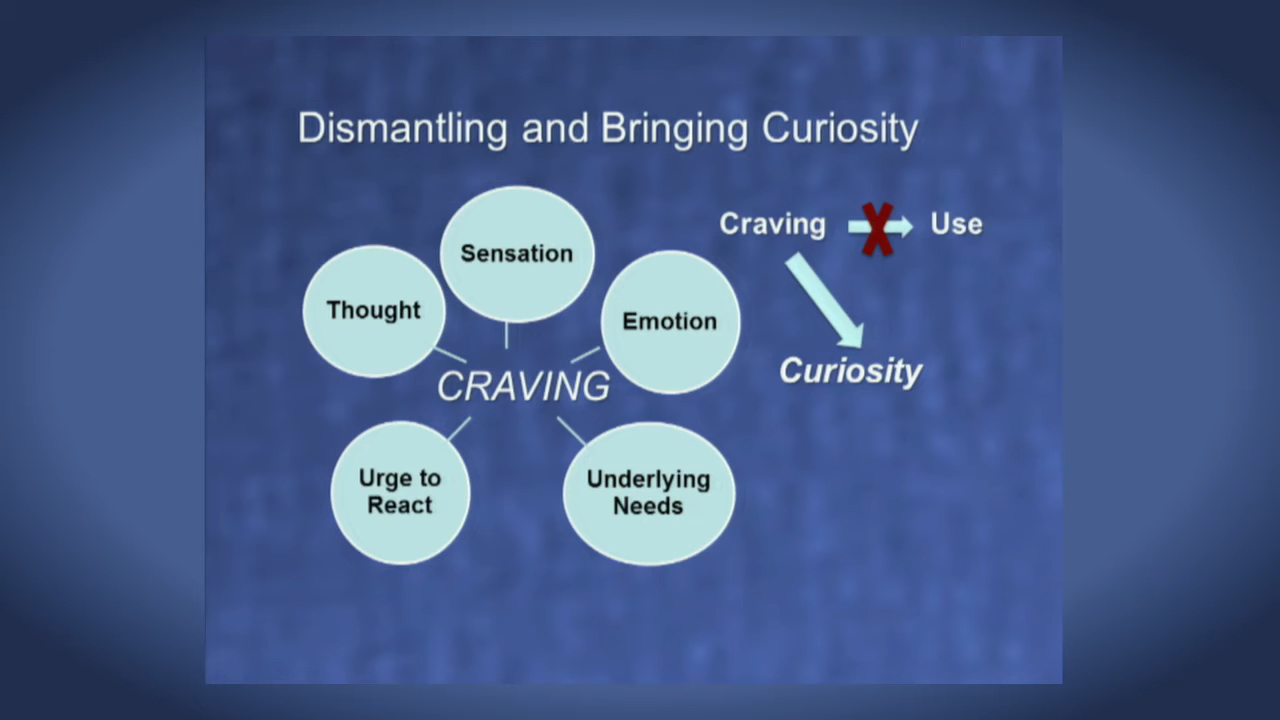 Dismantling and Bringing Curiosity
Sensation
Thought
Emotion
CRAVING
Urge to
React
Underlying
Needs
Craving
Use
Curiosity